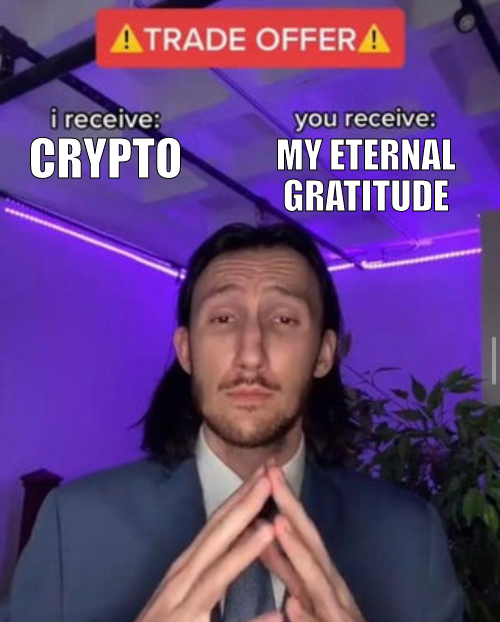 ⚠️TRADE OFFER⚠️
i receive:
CRYPTO
you receive:
MY ETERNAL
GRATITUDE